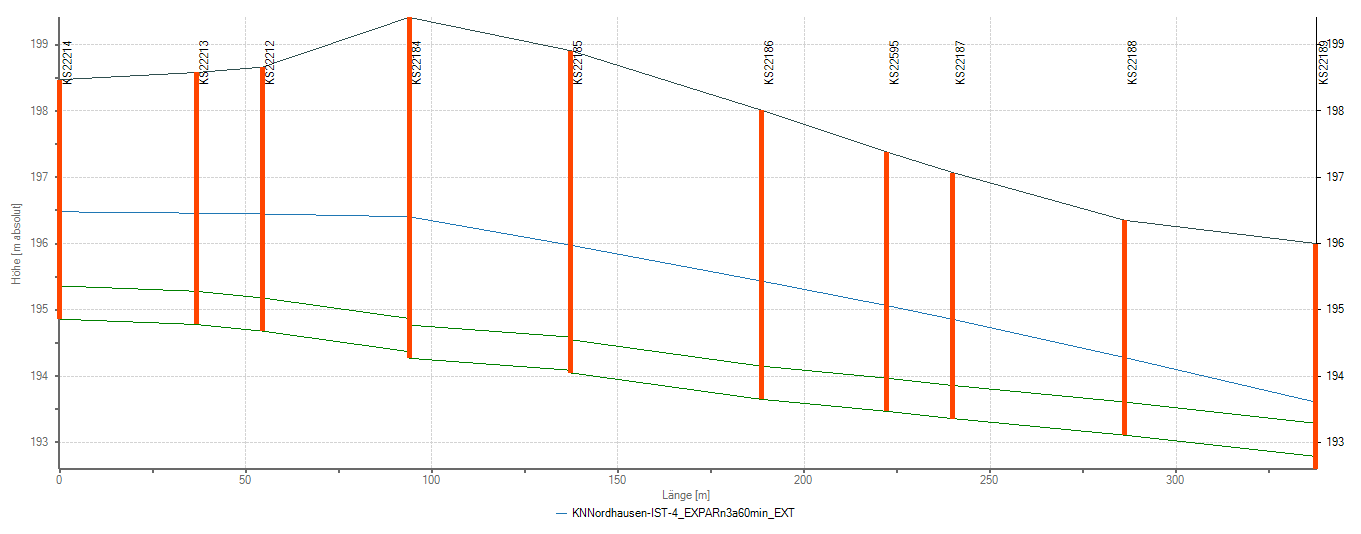 KS22214
KS22213
KS22212
KS22184
KS22185
KS22186
KS22595
KS22187
KS22188
KS22189
199
198
197
196
195
194
193
199
198
197
196
195
194
193
Höhe [m absolut]
0 50 100 150 200 250 300
Länge [m]
KNNordhausen-IST-4_EXPARn3a60min_EXT